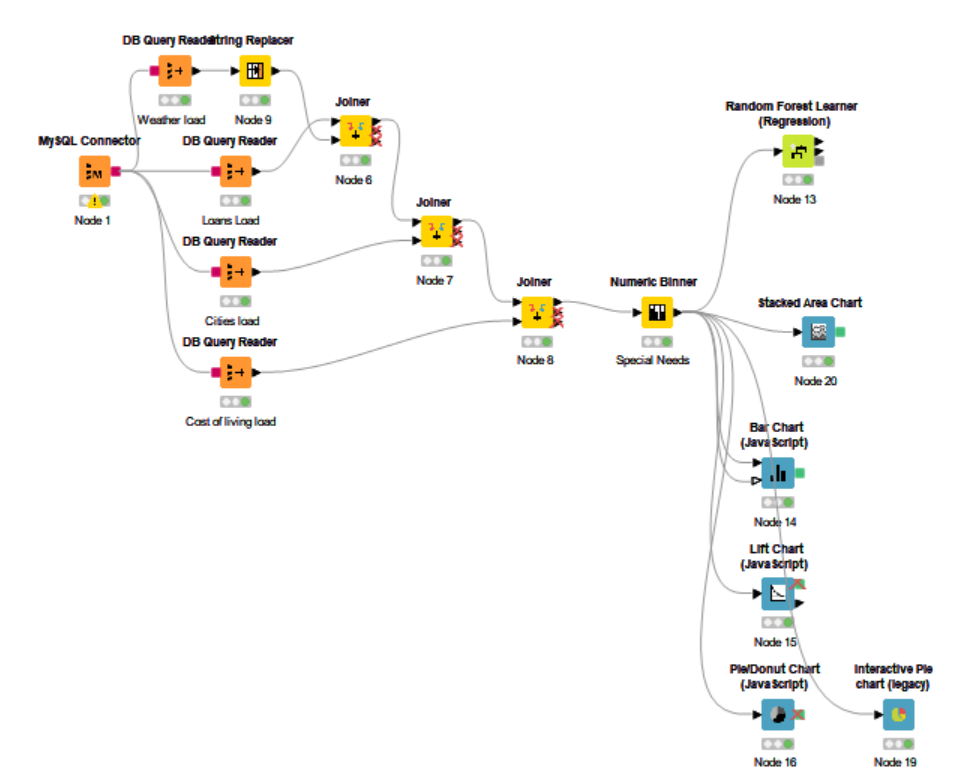 DB Query Reader
String Replacer
Weather load
Node 9
MySQL Connector
Node 1
DB Query Reader
Loans Load
Joiner
Node 6
DB Query Reader
Cities load
Joiner
Node 7
DB Query Reader
Cost of living load
Joiner
Node 8
Numeric Binner
Special Needs
Random Forest Learner
(Regression)
Node 13
Stacked Area Chart
Node 20
Bar Chart
(JavaScript)
Node 14
Lift Chart
(JavaScript)
Node 15
Pie/Donut Chart
(JavaScript)
Node 16
Interactive Pie
chart (legacy)
Node 19